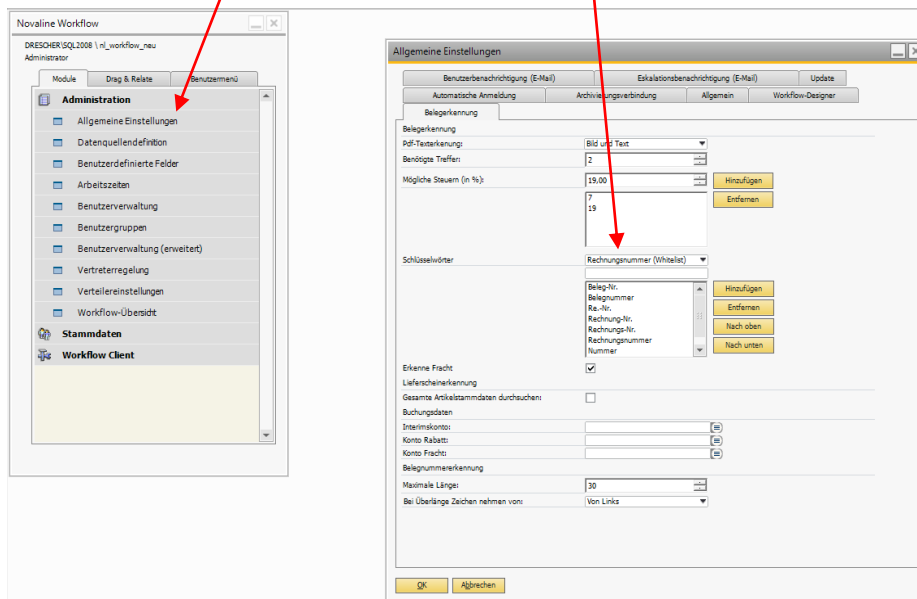 Novaline Workflow
DRESCHER\SQL2008 \ nl_workflow_neu
Administrator
Module Drag & Relate Benutzermenü
Administration
Allgemeine Einstellungen
Datenquellendefinition
Benutzerdefinierte Felder
Arbeitszeiten
Benutzerverwaltung
Benutzergruppen
Benutzerverwaltung (erweitert)
Vertreterregelung
Verteilereinstellungen
Workflow-Übersicht
Stammdaten
Workflow Client
Allgemeine Einstellungen
Benutzerbenachrichtigung (E-Mail) Eskalationsbenachrichtigung (E-Mail) Update
Automatische Anmeldung Archivierungsverbindung Allgemein Workflow-Designer
Belegerkennung
Belegerkennung
Pdf-Texterkenung: Bild und Text
Benötigte Treffer: 2
Mögliche Steuern (in %): 19,00 Hinzufügen
7 Entfernen
19
Schlüsselwörter Rechnungsnummer (Whitelist)
Beleg-Nr. Hinzufügen
Belegnummer
Re.-Nr. Entfernen
Rechnung-Nr.
Rechnungs-Nr. Nach oben
Rechnungsnummer
Nummer Nach unten
Erkenne Fracht
Lieferscheinerkennung
Gesamte Artikelstammdaten durchsuchen:
Buchungsdaten
Interimskonto:
Konto Rabatt:
Konto Fracht:
Belegnummererkennung
Maximale Länge: 30
Bei Überlänge Zeichen nehmen von: Von Links
OK Abbrechen